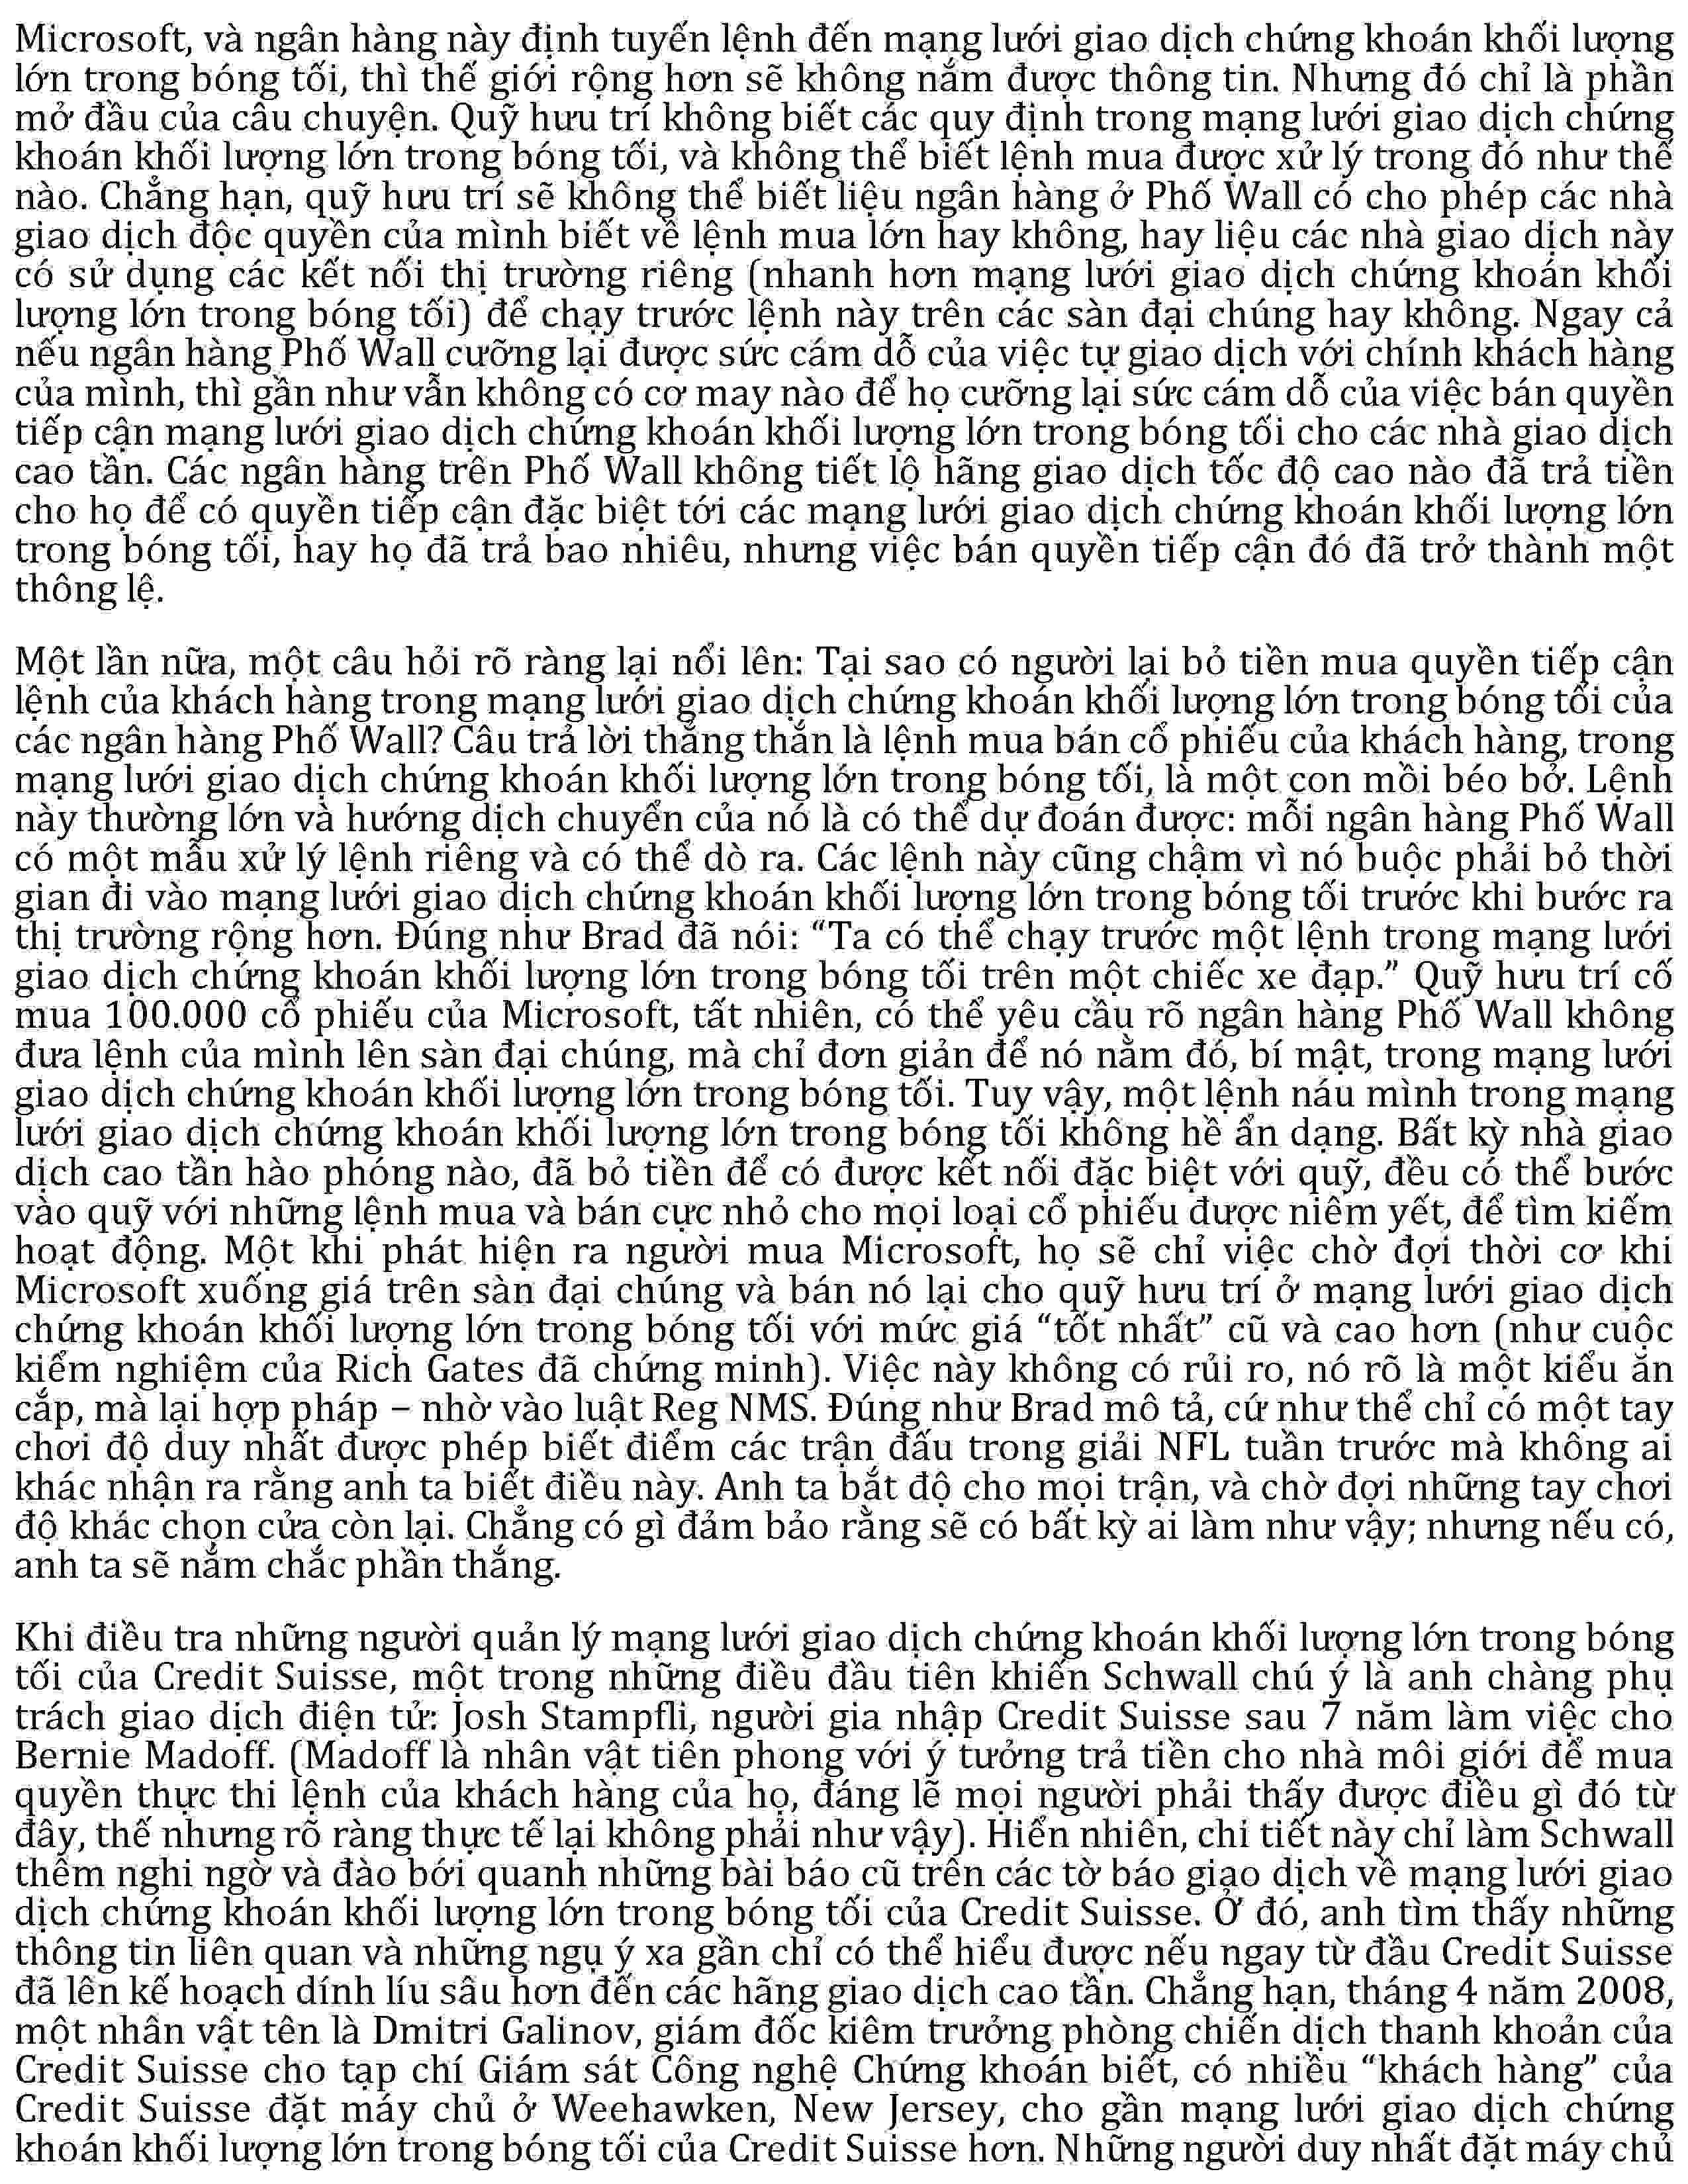 Microsoft, và ngân hàng này định tuyến lệnh đến mạng lưới giao dịch chứng khoán khối lượng
lớn trong bóng tối, thì thế giới rộng hơn sẽ không nắm được thông tin. Nhưng đó chỉ là phần
mở đầu của câu chuyện. Quỹ hưu trí không biết các quy định trong mạng lưới giao dịch chứng
khoán khối lượng lớn trong bóng tối, và không thể biết lệnh mua được xử lý trong đó như thế
nào. Chẳng hạn, quỹ hưu trí sẽ không thể biết liệu ngân hàng ở Phố Wall có cho phép các nhà
giao dịch độc quyền của mình biết về lệnh mua lớn hay không, hay liệu các nhà giao dịch này
có sử dụng các kết nối thị trường riêng (nhanh hơn mạng lưới giao dịch chứng khoán khối
lượng lớn trong bóng tối) để chạy trước lệnh này trên các sàn đại chúng hay không. Ngay cả
nếu ngân hàng Phố Wall cưỡng lại được sức cám dỗ của việc tự giao dịch với chính khách hàng
của mình, thì gần như vẫn không có cơ may nào để họ cưỡng lại sức cám dỗ của việc bán quyền
tiếp cận mạng lưới giao dịch chứng khoán khối lượng lớn trong bóng tối cho các nhà giao dịch
cao tần. Các ngân hàng trên Phố Wall không tiết lộ hãng giao dịch tốc độ cao nào đã trả tiền
cho họ để có quyền tiếp cận đặc biệt tới các mạng lưới giao dịch chứng khoán khối lượng lớn
trong bóng tối, hay họ đã trả bao nhiêu, nhưng việc bán quyền tiếp cận đó đã trở thành một
thông lệ.
Một lần nữa, một câu hỏi rõ ràng lại nổi lên: Tại sao có người lại bỏ tiền mua quyền tiếp cận
lệnh của khách hàng trong mạng lưới giao dịch chứng khoán khối lượng lớn trong bóng tối của
các ngân hàng Phố Wall? Câu trả lời thẳng thắn là lệnh mua bán cổ phiếu của khách hàng, trong
mạng lưới giao dịch chứng khoán khối lượng lớn trong bóng tối, là một con mồi béo bở. Lệnh
này thường lớn và hướng dịch chuyển của nó là có thể dự đoán được: mỗi ngân hàng Phố Wall
có một mẫu xử lý lệnh riêng và có thể dò ra. Các lệnh này cũng chậm vì nó buộc phải bỏ thời
gian đi vào mạng lưới giao dịch chứng khoán khối lượng lớn trong bóng tối trước khi bước ra
thị trường rộng hơn. Đúng như Brad đã nói: “Ta có thể chạy trước một lệnh trong mạng lưới
giao dịch chứng khoán khối lượng lớn trong bóng tối trên một chiếc xe đạp.” Quỹ hưu trí cố
mua 100.000 cổ phiếu của Microsoft, tất nhiên, có thể yêu cầu rõ ngân hàng Phố Wall không
đưa lệnh của mình lên sàn đại chúng, mà chỉ đơn giản để nó nằm đó, bí mật, trong mạng lưới
giao dịch chứng khoán khối lượng lớn trong bóng tối. Tuy vậy, một lệnh náu mình trong mạng
lưới giao dịch chứng khoán khối lượng lớn trong bóng tối không hề ẩn dạng. Bất kỳ nhà giao
dịch cao tần hào phóng nào, đã bỏ tiền để có được kết nối đặc biệt với quỹ, đều có thể bước
vào quỹ với những lệnh mua và bán cực nhỏ cho mọi loại cổ phiếu được niêm yết, để tìm kiếm
hoạt động. Một khi phát hiện ra người mua Microsoft, họ sẽ chỉ việc chờ đợi thời cơ khi
Microsoft xuống giá trên sàn đại chúng và bán nó lại cho quỹ hưu trí ở mạng lưới giao dịch
chứng khoán khối lượng lớn trong bóng tối với mức giá “tốt nhất” cũ và cao hơn (như cuộc
kiểm nghiệm của Rich Gates đã chứng minh). Việc này không có rủi ro, nó rõ là một kiểu ăn
cắp, mà lại hợp pháp – nhờ vào luật Reg NMS. Đúng như Brad mô tả, cứ như thể chỉ có một tay
chơi độ duy nhất được phép biết điểm các trận đấu trong giải NFL tuần trước mà không ai
khác nhận ra rằng anh ta biết điều này. Anh ta bắt độ cho mọi trận, và chờ đợi những tay chơi
độ khác chọn cửa còn lại. Chẳng có gì đảm bảo rằng sẽ có bất kỳ ai làm như vậy; nhưng nếu có,
anh ta sẽ nắm chắc phần thắng.
Khi điều tra những người quản lý mạng lưới giao dịch chứng khoán khối lượng lớn trong bóng
tối của Credit Suisse, một trong những điều đầu tiên khiến Schwall chú ý là anh chàng phụ
trách giao dịch điện tử: Josh Stampfli, người gia nhập Credit Suisse sau 7 năm làm việc cho
Bernie Madoff. (Madoff là nhân vật tiên phong với ý tưởng trả tiền cho nhà môi giới để mua
quyền thực thi lệnh của khách hàng của họ, đáng lẽ mọi người phải thấy được điều gì đó từ
đây, thế nhưng rõ ràng thực tế lại không phải như vậy). Hiển nhiên, chi tiết này chỉ làm Schwall
thêm nghi ngờ và đào bới quanh những bài báo cũ trên các tờ báo giao dịch về mạng lưới giao
dịch chứng khoán khối lượng lớn trong bóng tối của Credit Suisse. Ở đó, anh tìm thấy những
thông tin liên quan và những ngụ ý xa gần chỉ có thể hiểu được nếu ngay từ đầu Credit Suisse
đã lên kế hoạch dính líu sâu hơn đến các hãng giao dịch cao tần. Chẳng hạn, tháng 4 năm 2008,
một nhân vật tên là Dmitri Galinov, giám đốc kiêm trưởng phòng chiến dịch thanh khoản của
Credit Suisse cho tạp chí Giám sát Công nghệ Chứng khoán biết, có nhiều “khách hàng” của
Credit Suisse đặt máy chủ ở Weehawken, New Jersey, cho gần mạng lưới giao dịch chứng
khoán khối lượng lớn trong bóng tối của Credit Suisse hơn. Những người duy nhất đặt máy chủ